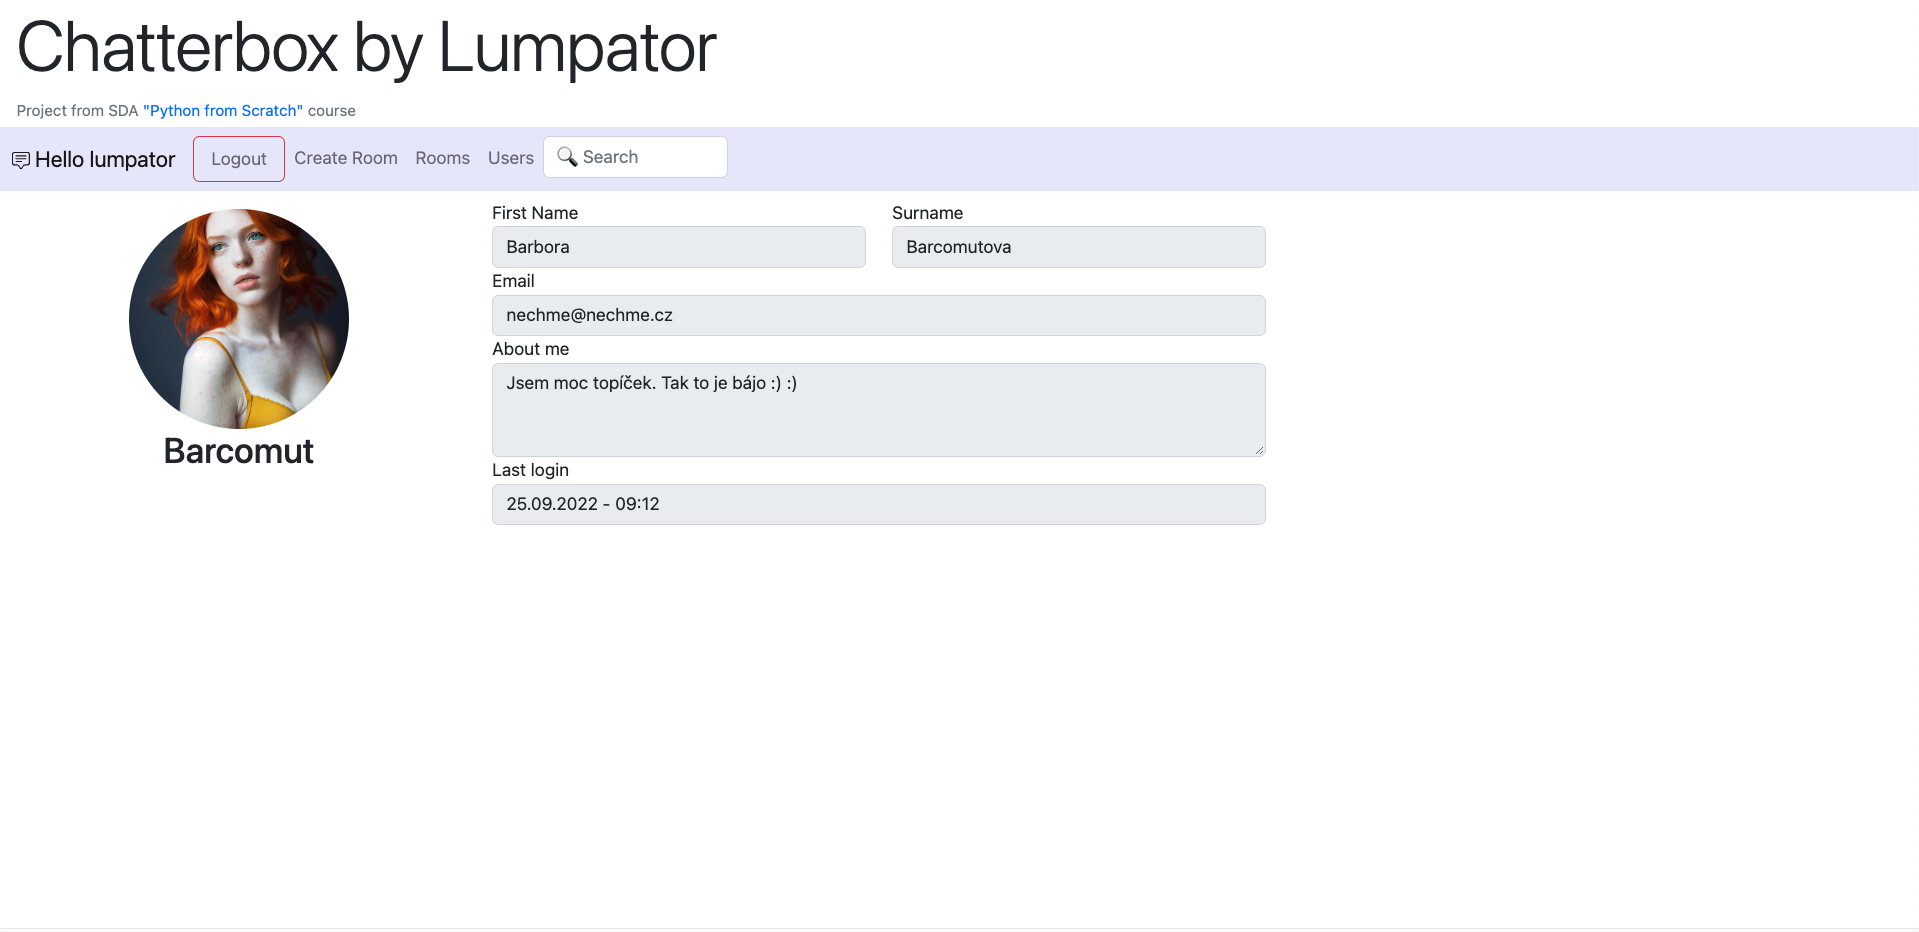 Chatterbox by Lumpator
Project from SDA "Python from Scratch" course
Hello lumpator Logout Create Room Rooms Users Search
First Name Surname
Barbora Barcomutova
Email
nechme@nechme.cz
About me
Jsem moc topíček. Tak to je bájo :) :)
Barcomut
Last login
25.09.2022 - 09:12